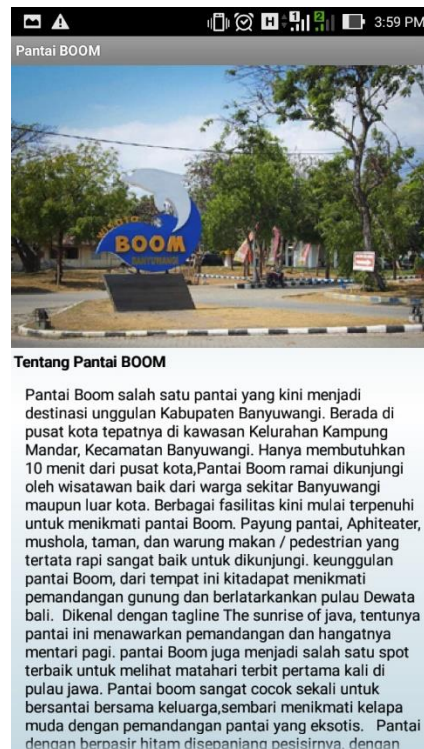 3:59 PM
Pantai BOOM
WISATA
BOOM
BANYUWANGI
Tentang Pantai BOOM
Pantai Boom salah satu pantai yang kini menjadi
destinasi unggulan Kabupaten Banyuwangi. Berada di
pusat kota tepatnya di kawasan Kelurahan Kampung
Mandar, Kecamatan Banyuwangi. Hanya membutuhkan
10 menit dari pusat kota,Pantai Boom ramai dikunjungi
oleh wisatawan baik dari warga sekitar Banyuwangi
maupun luar kota. Berbagai fasilitas kini mulai terpenuhi
untuk menikmati pantai Boom. Payung pantai, Aphiteater,
mushola, taman, dan warung makan / pedestrian yang
tertata rapi sangat baik untuk dikunjungi. keunggulan
pantai Boom, dari tempat ini kitadapat menikmati
pemandangan gunung dan berlatarkankan pulau Dewata
bali.  Dikenal dengan tagline The sunrise of java, tentunya
pantai ini menawarkan pemandangan dan hangatnya
mentari pagi. pantai Boom juga menjadi salah satu spot
terbaik untuk melihat matahari terbit pertama kali di
pulau jawa. Pantai boom sangat cocok sekali untuk
bersantai bersama keluarga,sembari menikmati kelapa
muda dengan pemandangan pantai yang eksotis.   Pantai
dengan berpasir hitam disepanjang pesisirnya, dengan